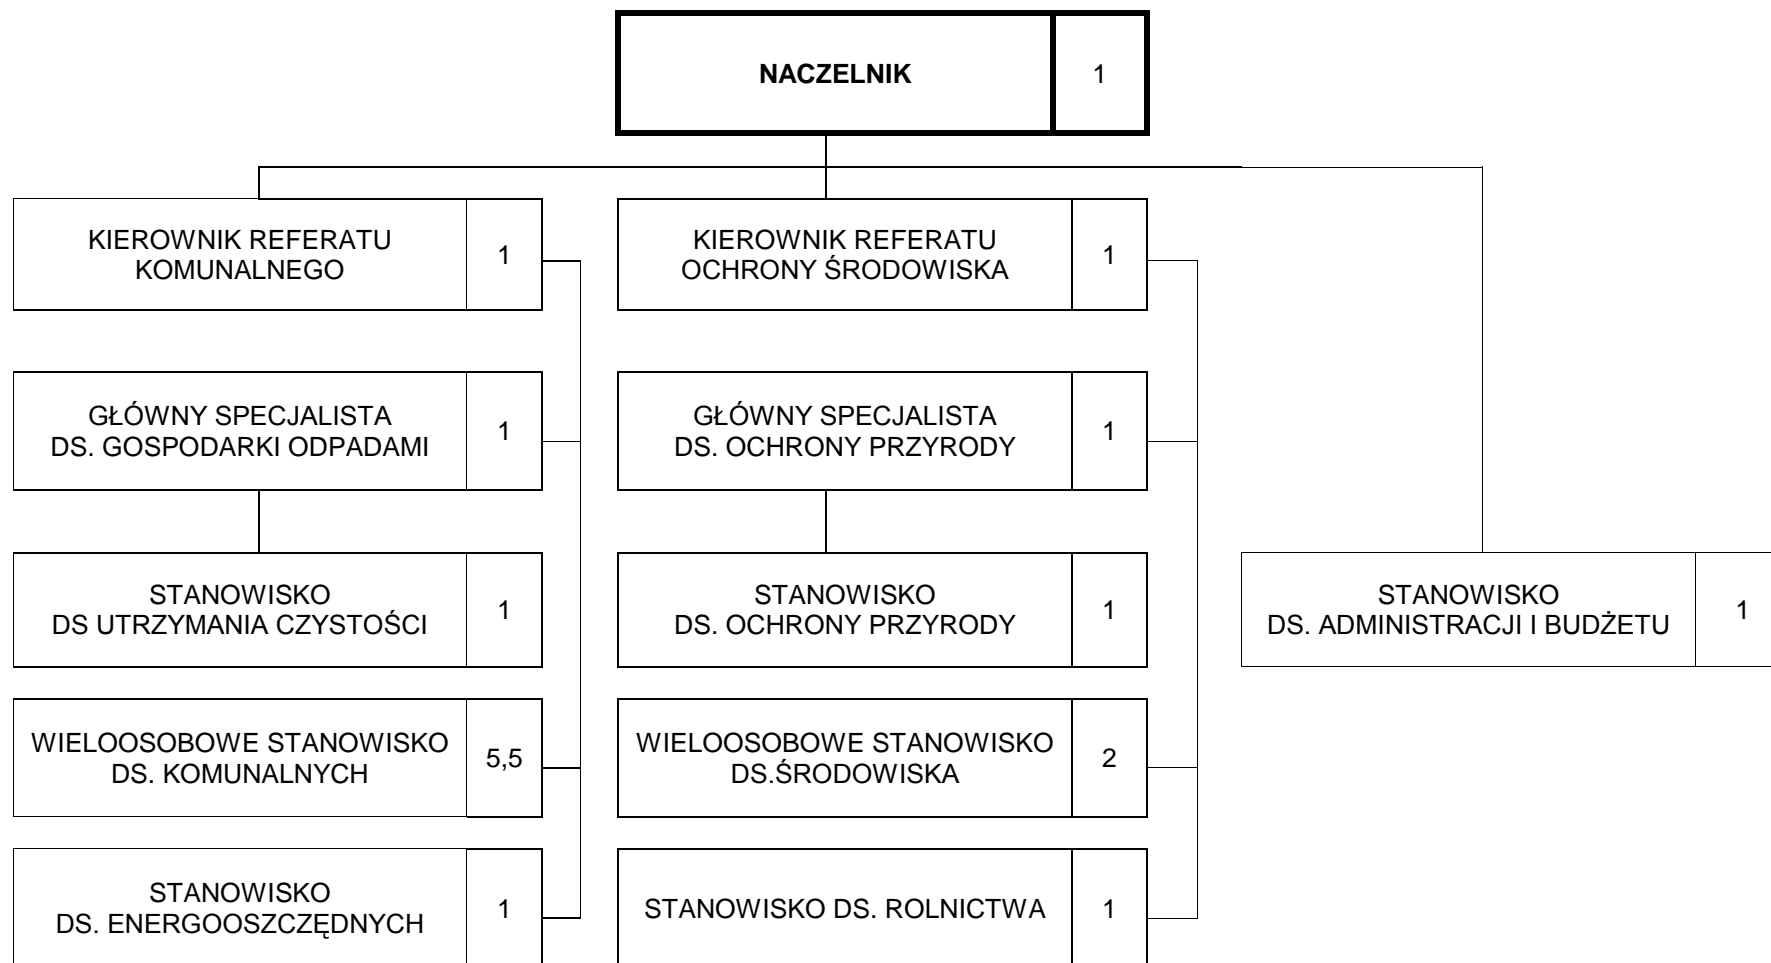 NACZELNIK
1
KIEROWNIK REFERATU
KOMUNALNEGO
1
KIEROWNIK REFERATU
OCHRONY ŚRODOWISKA
1
GŁÓWNY SPECJALISTA
DS. GOSPODARKI ODPADAMI
1
GŁÓWNY SPECJALISTA
DS. OCHRONY PRZYRODY
1
STANOWISKO
DS UTRZYMANIA CZYSTOŚCI
1
STANOWISKO
DS. OCHRONY PRZYRODY
1
STANOWISKO
DS. ADMINISTRACJI I BUDŻETU
1
WIELOOSOBOWE STANOWISKO
DS. KOMUNALNYCH
5,5
WIELOOSOBOWE STANOWISKO
DS.ŚRODOWISKA
2
STANOWISKO
DS. ENERGOOSZCZĘDNYCH
1
STANOWISKO DS. ROLNICTWA
1